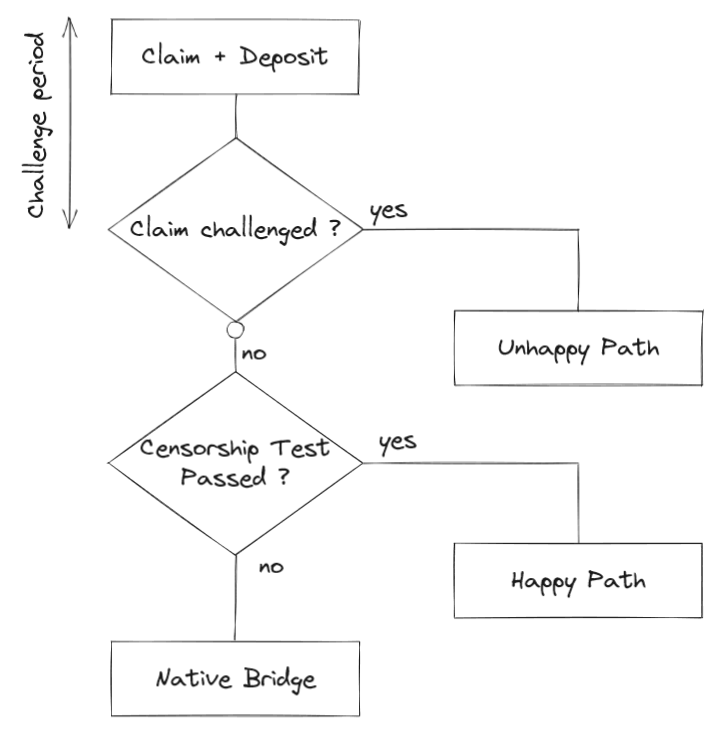 Challenge period
Claim + Deposit
Claim challenged ?
yes
Unhappy Path
no
Censorship Test
Passed ?
yes
Happy Path
no
Native Bridge